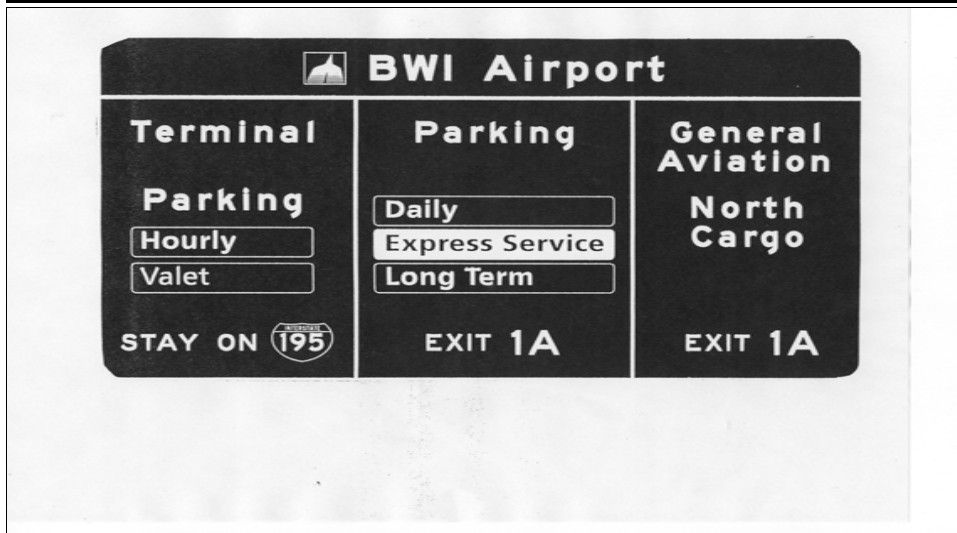 BWI Airport
Terminal
Parking
Hourly
Valet
STAY ON INTERSTATE 195
Parking
Daily
Express Service
Long Term
EXIT 1A
General
Aviation
North
Cargo
EXIT 1A